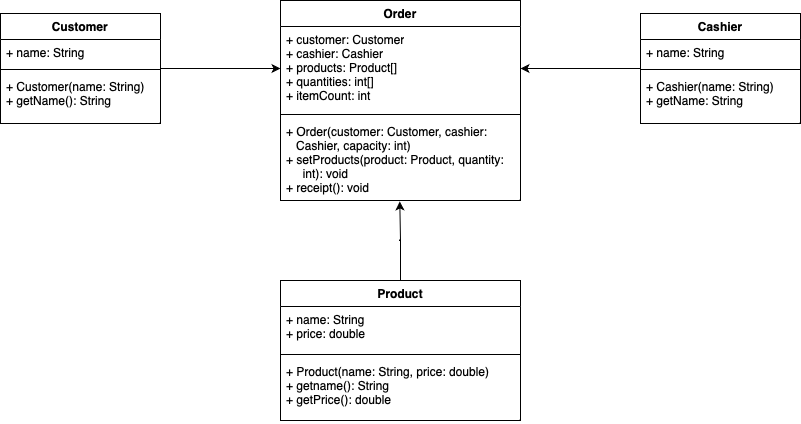 Customer
+ name: String
+ Customer(name: String)
+ getName(): String
Order
+ customer: Customer
+ cashier: Cashier
+ products: Product[]
+ quantities: int[]
+ itemCount: int
+ Order(customer: Customer, cashier:
Cashier, capacity: int)
+ setProducts(product: Product, quantity:
int): void
+ receipt(): void
Cashier
+ name: String
+ Cashier(name: String)
+ getName: String
Product
+ name: String
+ price: double
+ Product(name: String, price: double)
+ getname(): String
+ getPrice(): double